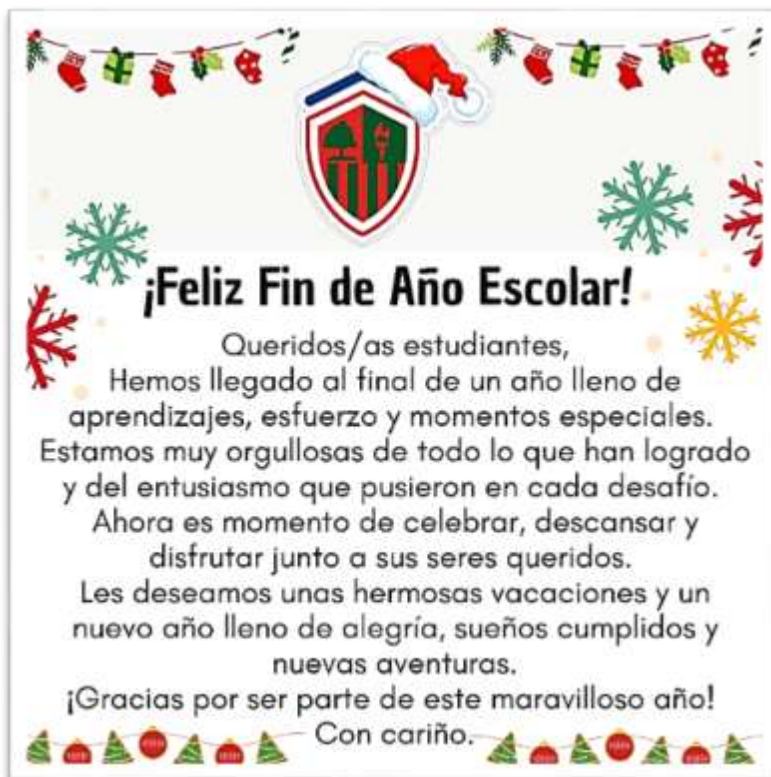 ¡Feliz Fin de Año Escolar!
Queridos/as estudiantes,
Hemos llegado al final de un año lleno de
aprendizajes, esfuerzo y momentos especiales.
Estamos muy orgullosas de todo lo que han logrado
y del entusiasmo que pusieron en cada desafío.
Ahora es momento de celebrar, descansar y
disfrutar junto a sus seres queridos.
Les deseamos unas hermosas vacaciones y un
nuevo año lleno de alegría, sueños cumplidos y
nuevas aventuras.
¡Gracias por ser parte de este maravilloso año!
Con cariño.